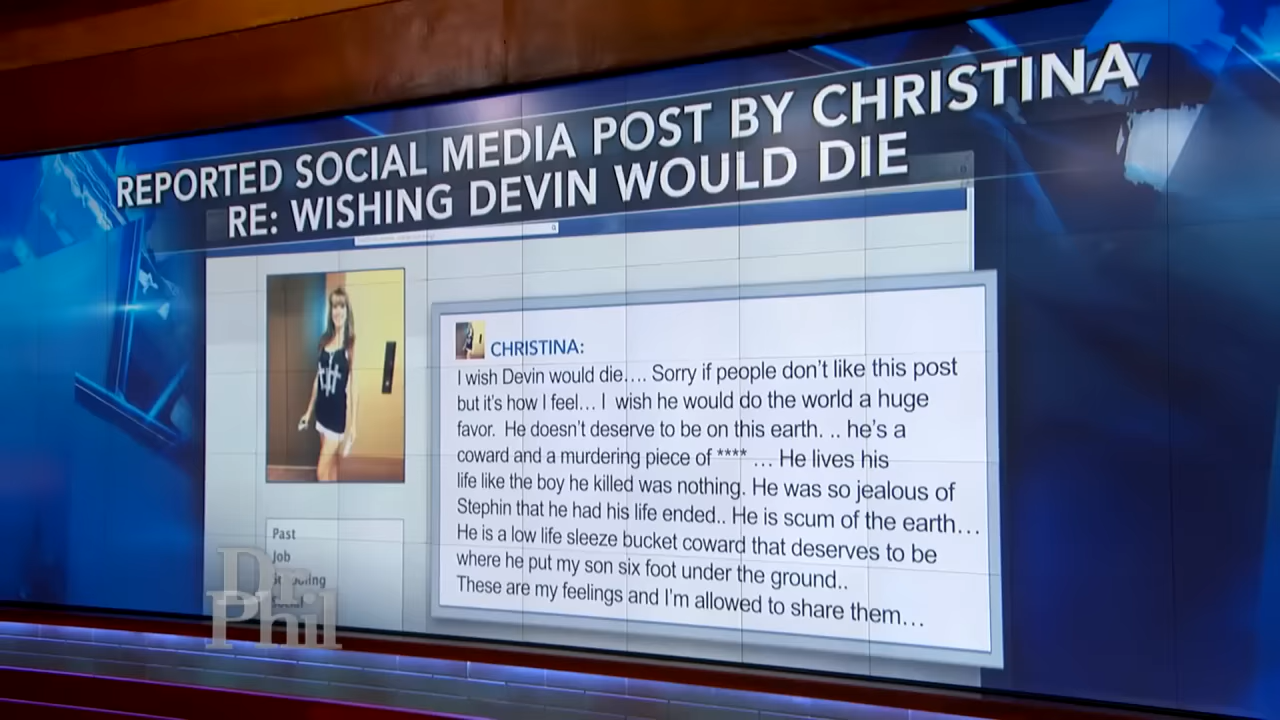 REPORTED SOCIAL MEDIA POST BY CHRISTINA
RE: WISHING DEVIN WOULD DIE
CHRISTINA:
I wish Devin would die.... Sorry if people don't like this post
but it's how I feel... I wish he would do the world a huge
favor. He doesn't deserve to be on this earth. .. he's a
coward and a murdering piece of **** ... He lives his
life like the boy he killed was nothing. He was so jealous of
Stephin that he had his life ended.. He is scum of the earth...
He is a low life sleeze bucket coward that deserves to be
where he put my son six foot under the ground..
These are my feelings and I'm allowed to share them...
Past
Job
Dr.
Phil